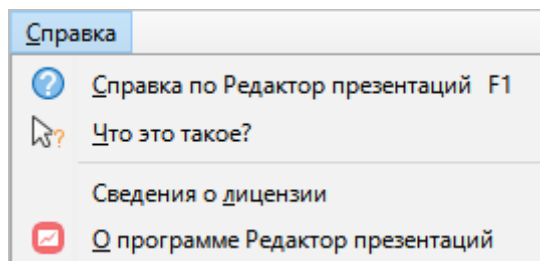 Справка
Справка по Редактор презентаций F1
Что это такое?
Сведения о лицензии
О программе Редактор презентаций